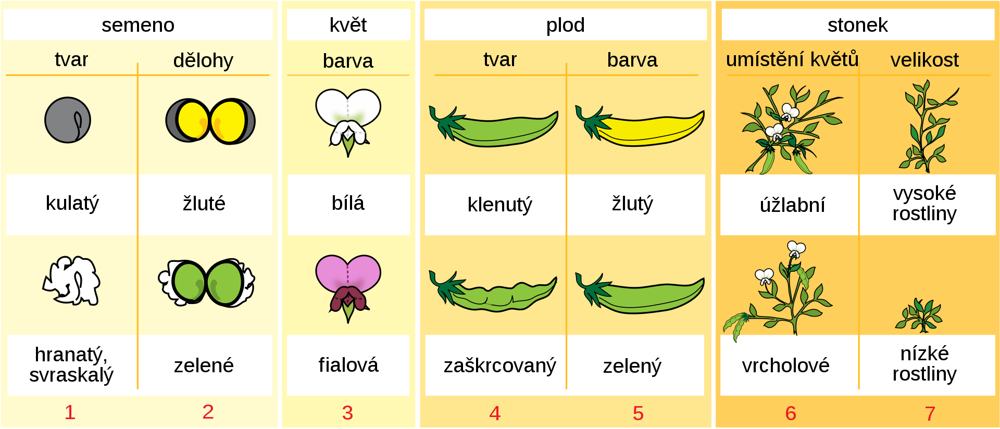 semeno
květ
plod
stonek
tvar
dělohy
barva
tvar
barva
umístění květů
velikost
kulatý
žluté
bílá
klenutý
žlutý
úžlabní
vysoké
rostliny
hranatý,
svraskalý
zelené
fialová
zaškrcovaný
zelený
vrcholové
nízké
rostliny
1
2
3
4
5
6
7